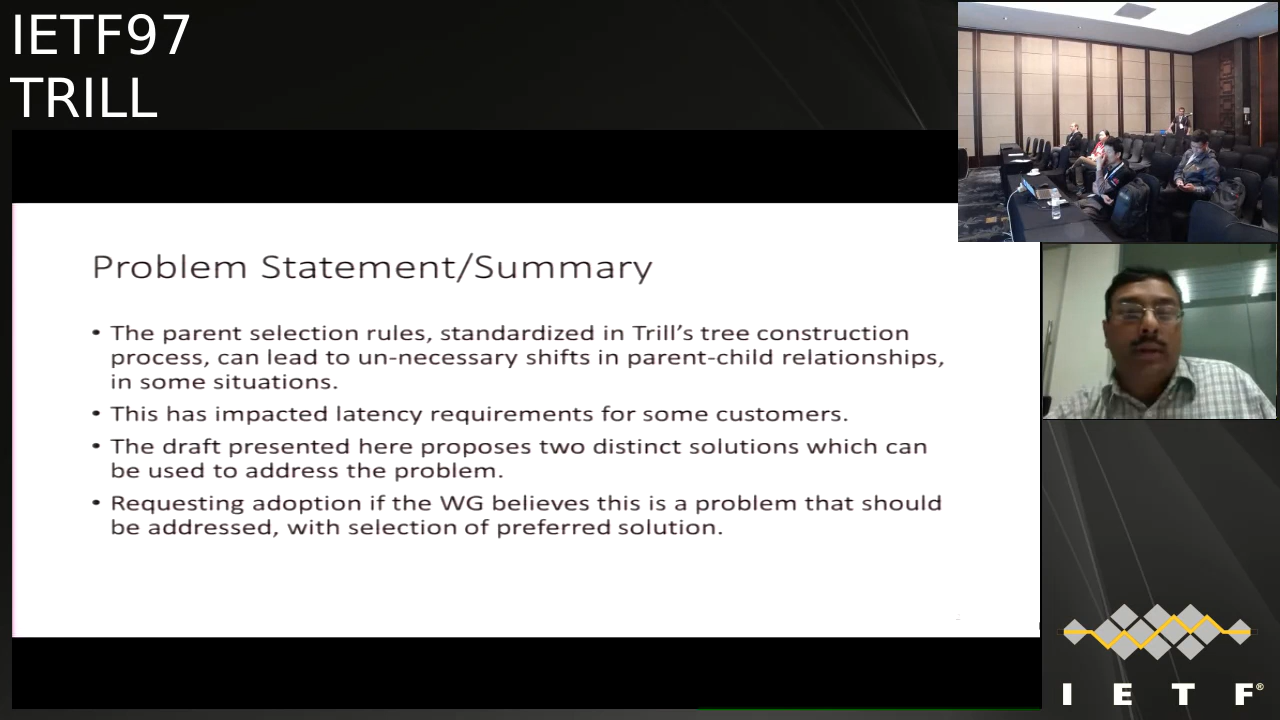 IETF97
TRILL
Problem Statement/Summary
• The parent selection rules, standardized in Trill's tree construction
process, can lead to un-necessary shifts in parent-child relationships,
in some situations.
• This has impacted latency requirements for some customers.
• The draft presented here proposes two distinct solutions which can
be used to address the problem.
• Requesting adoption if the WG believes this is a problem that should
be addressed, with selection of preferred solution.
I E T F®